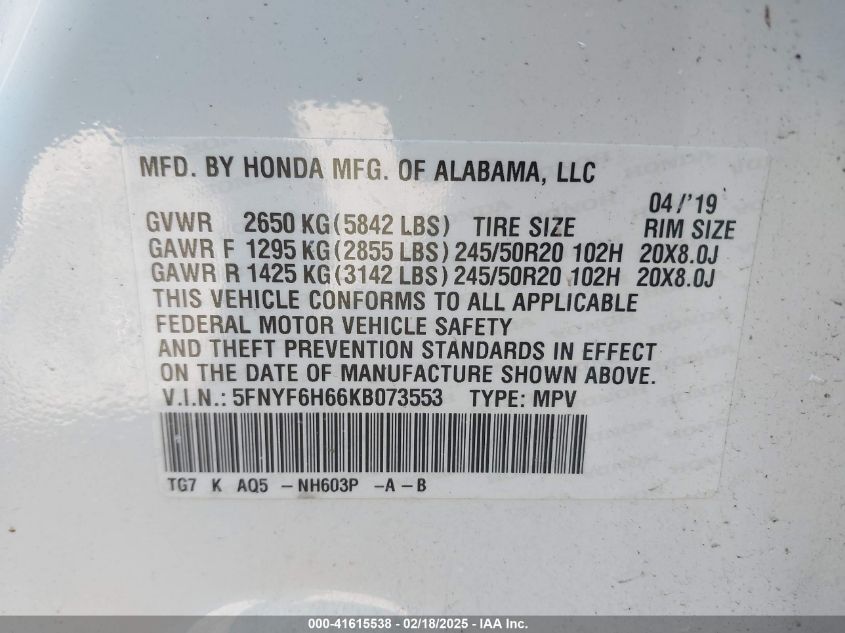 MFD. BY HONDA MFG. OF ALABAMA, LLC
04/'19
GVWR 2650 KG(5842 LBS) TIRE SIZE RIM SIZE
GAWR F 1295 KG(2855 LBS) 245/50R20 102H 20X8.0J
GAWR R 1425 KG(3142 LBS) 245/50R20 102H 20X8.0J
THIS VEHICLE CONFORMS TO ALL APPLICABLE
FEDERAL MOTOR VEHICLE SAFETY
AND THEFT PREVENTION STANDARDS IN EFFECT
ON THE DATE OF MANUFACTURE SHOWN ABOVE.
V.I.N.: 5FNYF6H66KB073553 TYPE: MPV
TG7 K AQ5 -NH603P -A-B
000-41615538 - 02/18/2025 - IAA Inc.